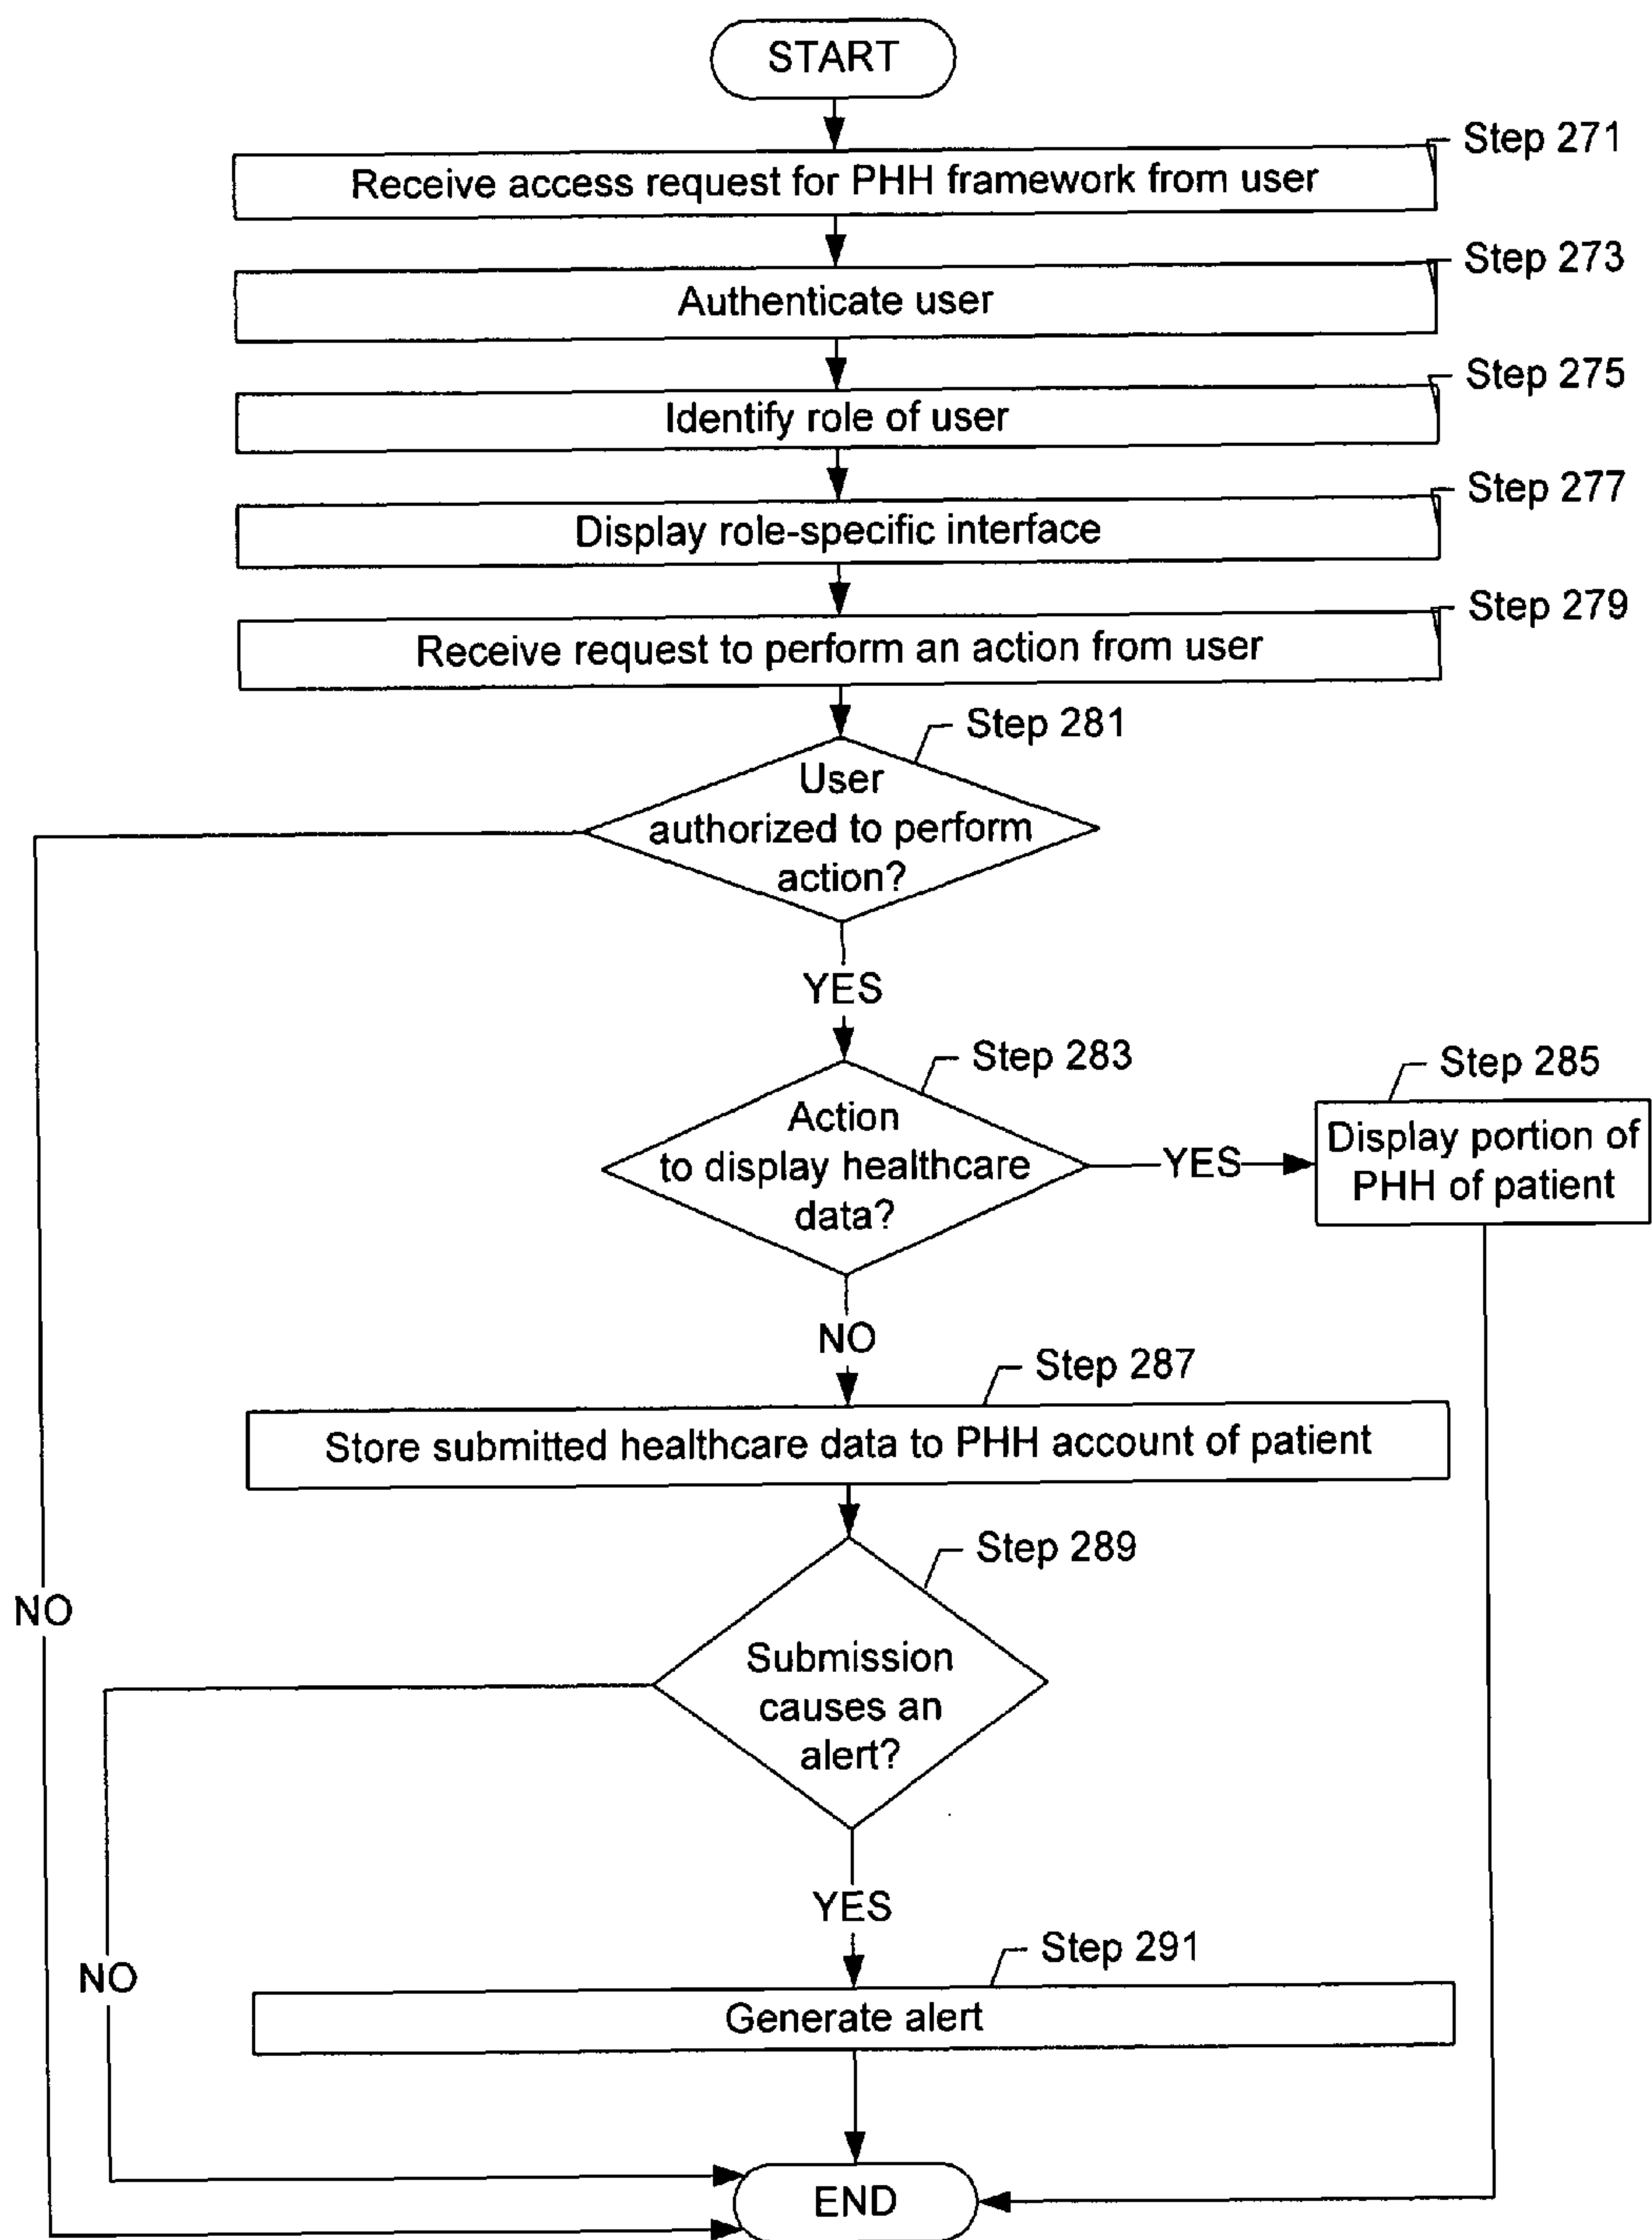 START
Step 271
Receive access request for PHH framework from user
Step 273
Authenticate user
Step 275
Identify role of user
Step 277
Display role-specific interface
Step 279
Receive request to perform an action from user
Step 281
User
authorized to perform
action?
YES
Step 283
Action
to display healthcare
data?
YES
Step 285
Display portion of
PHH of patient
NO
Step 287
Store submitted healthcare data to PHH account of patient
Step 289
Submission
causes an
alert?
NO
YES
Step 291
Generate alert
NO
END